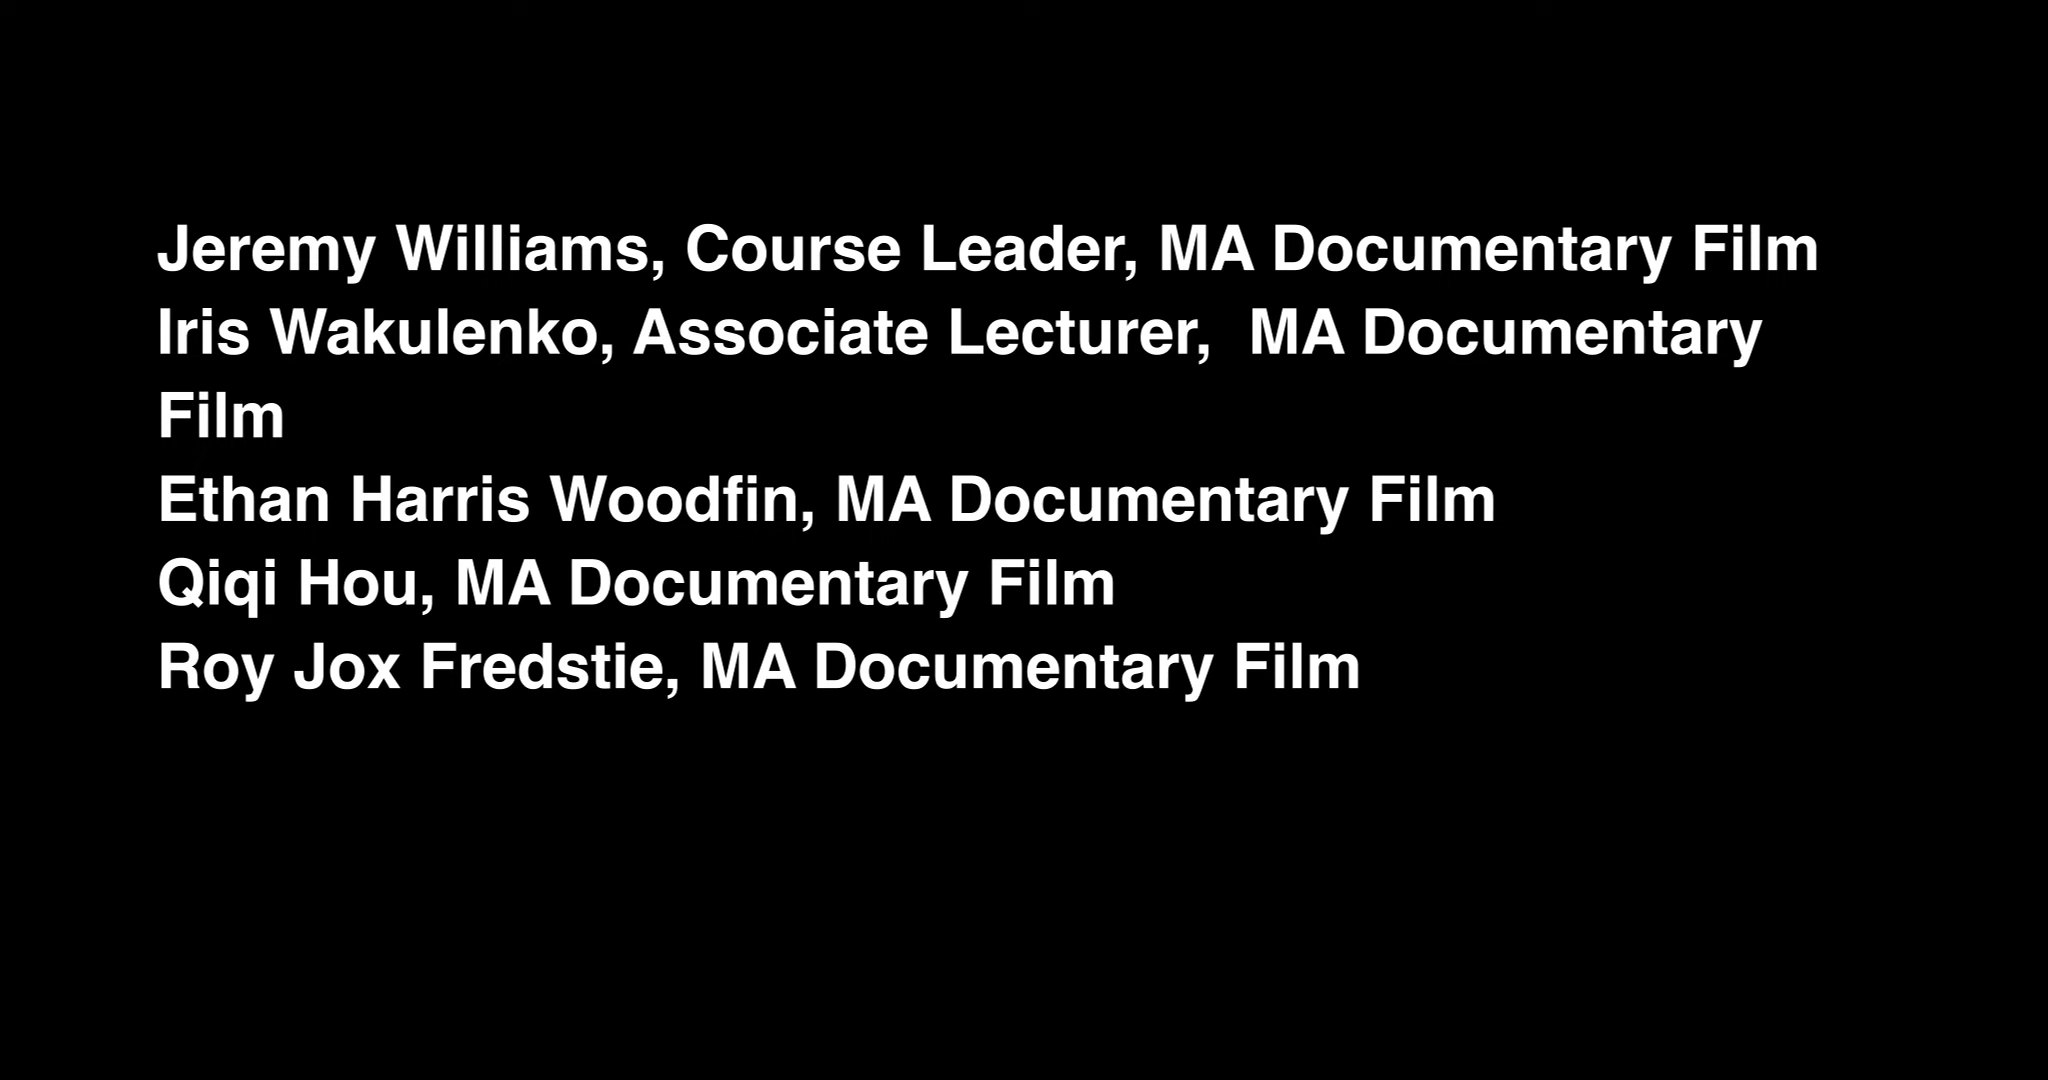 Jeremy Williams, Course Leader, MA Documentary Film
Iris Wakulenko, Associate Lecturer,  MA Documentary
Film
Ethan Harris Woodfin, MA Documentary Film
Qiqi Hou, MA Documentary Film
Roy Jox Fredstie, MA Documentary Film